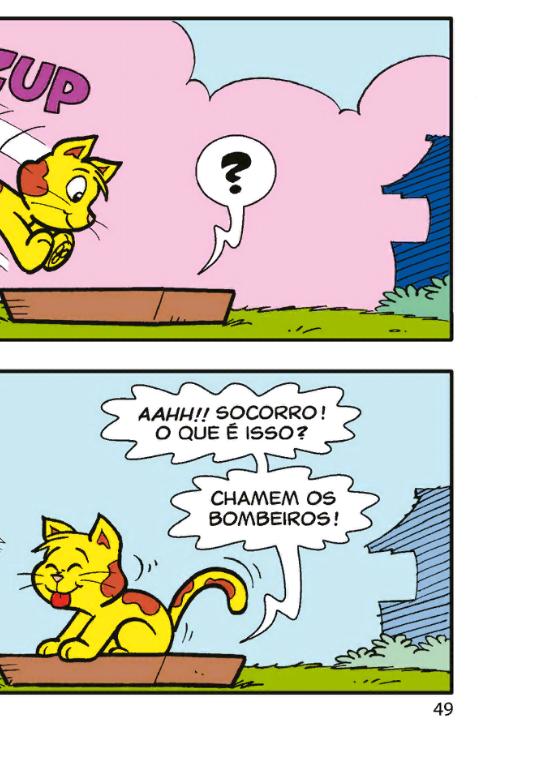 ZUP
?
AAHH!! SOCORRO!
O QUE É ISSO?
CHAMEM OS
BOMBEIROS!
49